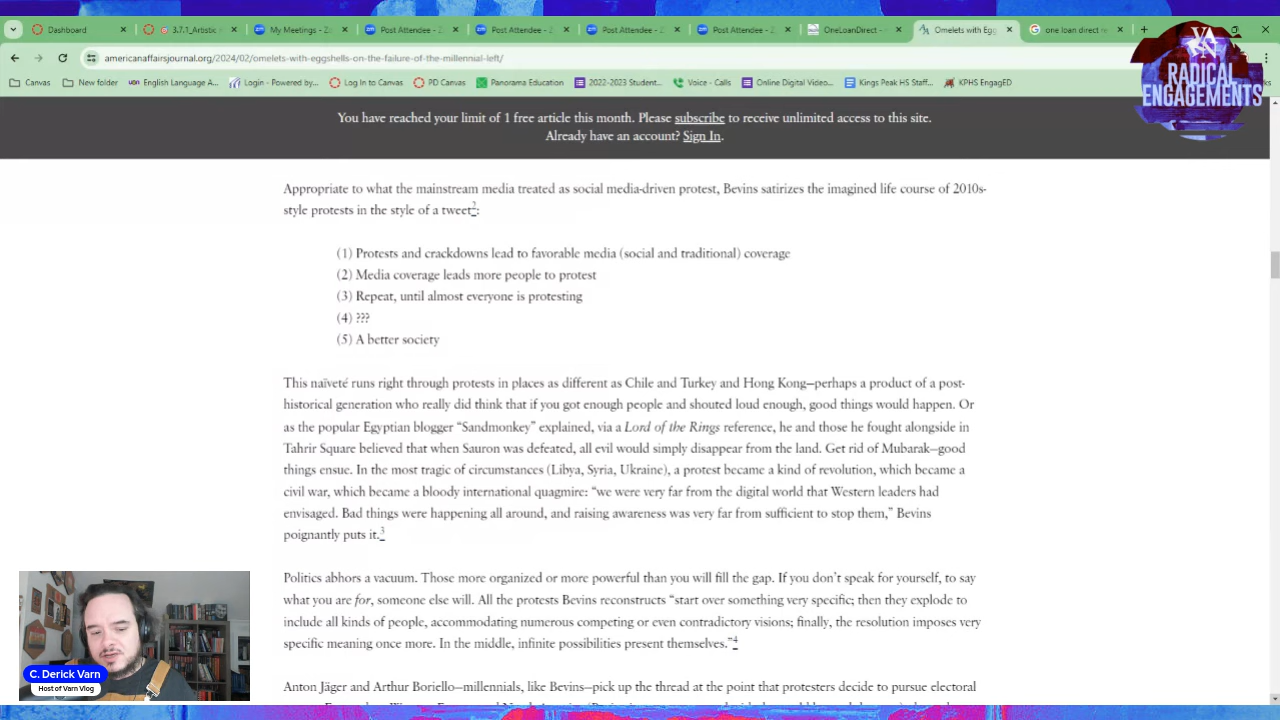 Dashboard
3.7.1_Artistic
My Meetings - Zo
Post Attendee - Z
Post Attendee - Z
Post Attendee - Z
Post Attendee - Z
OneLoanDirect -
Omelets with Egg
one loan direct re
americanaffairsjournal.org/2024/02/omelets-with-eggshells-on-the-failure-of-the-millennial-left/
Canvas
New folder
English Language A...
Login - Powered by...
Log In to Canvas
PD Canvas
Panorama Education
2022-2023 Student...
Voice - Calls
Online Digital Video...
Kings Peak HS Staff...
KPHS EngagED
VARN
RADICAL
ENGAGEMENTS
You have reached your limit of 1 free article this month. Please subscribe to receive unlimited access to this site.
Already have an account? Sign In.
Appropriate to what the mainstream media treated as social media-driven protest, Bevins satirizes the imagined life course of 2010s-
style protests in the style of a tweet2:
(1) Protests and crackdowns lead to favorable media (social and traditional) coverage
(2) Media coverage leads more people to protest
(3) Repeat, until almost everyone is protesting
(4) ???
(5) A better society
This naïveté runs right through protests in places as different as Chile and Turkey and Hong Kong—perhaps a product of a post-
historical generation who really did think that if you got enough people and shouted loud enough, good things would happen. Or
as the popular Egyptian blogger “Sandmonkey” explained, via a Lord of the Rings reference, he and those he fought alongside in
Tahrir Square believed that when Sauron was defeated, all evil would simply disappear from the land. Get rid of Mubarak—good
things ensue. In the most tragic of circumstances (Libya, Syria, Ukraine), a protest became a kind of revolution, which became a
civil war, which became a bloody international quagmire: “we were very far from the digital world that Western leaders had
envisaged. Bad things were happening all around, and raising awareness was very far from sufficient to stop them,” Bevins
poignantly puts it.3
Politics abhors a vacuum. Those more organized or more powerful than you will fill the gap. If you don’t speak for yourself, to say
what you are for, someone else will. All the protests Bevins reconstructs “start over something very specific; then they explode to
include all kinds of people, accommodating numerous competing or even contradictory visions; finally, the resolution imposes very
specific meaning once more. In the middle, infinite possibilities present themselves.”4
Anton Jäger and Arthur Boriello—millennials, like Bevins—pick up the thread at the point that protesters decide to pursue electoral
C. Derick Varn
Host of Varn Vlog